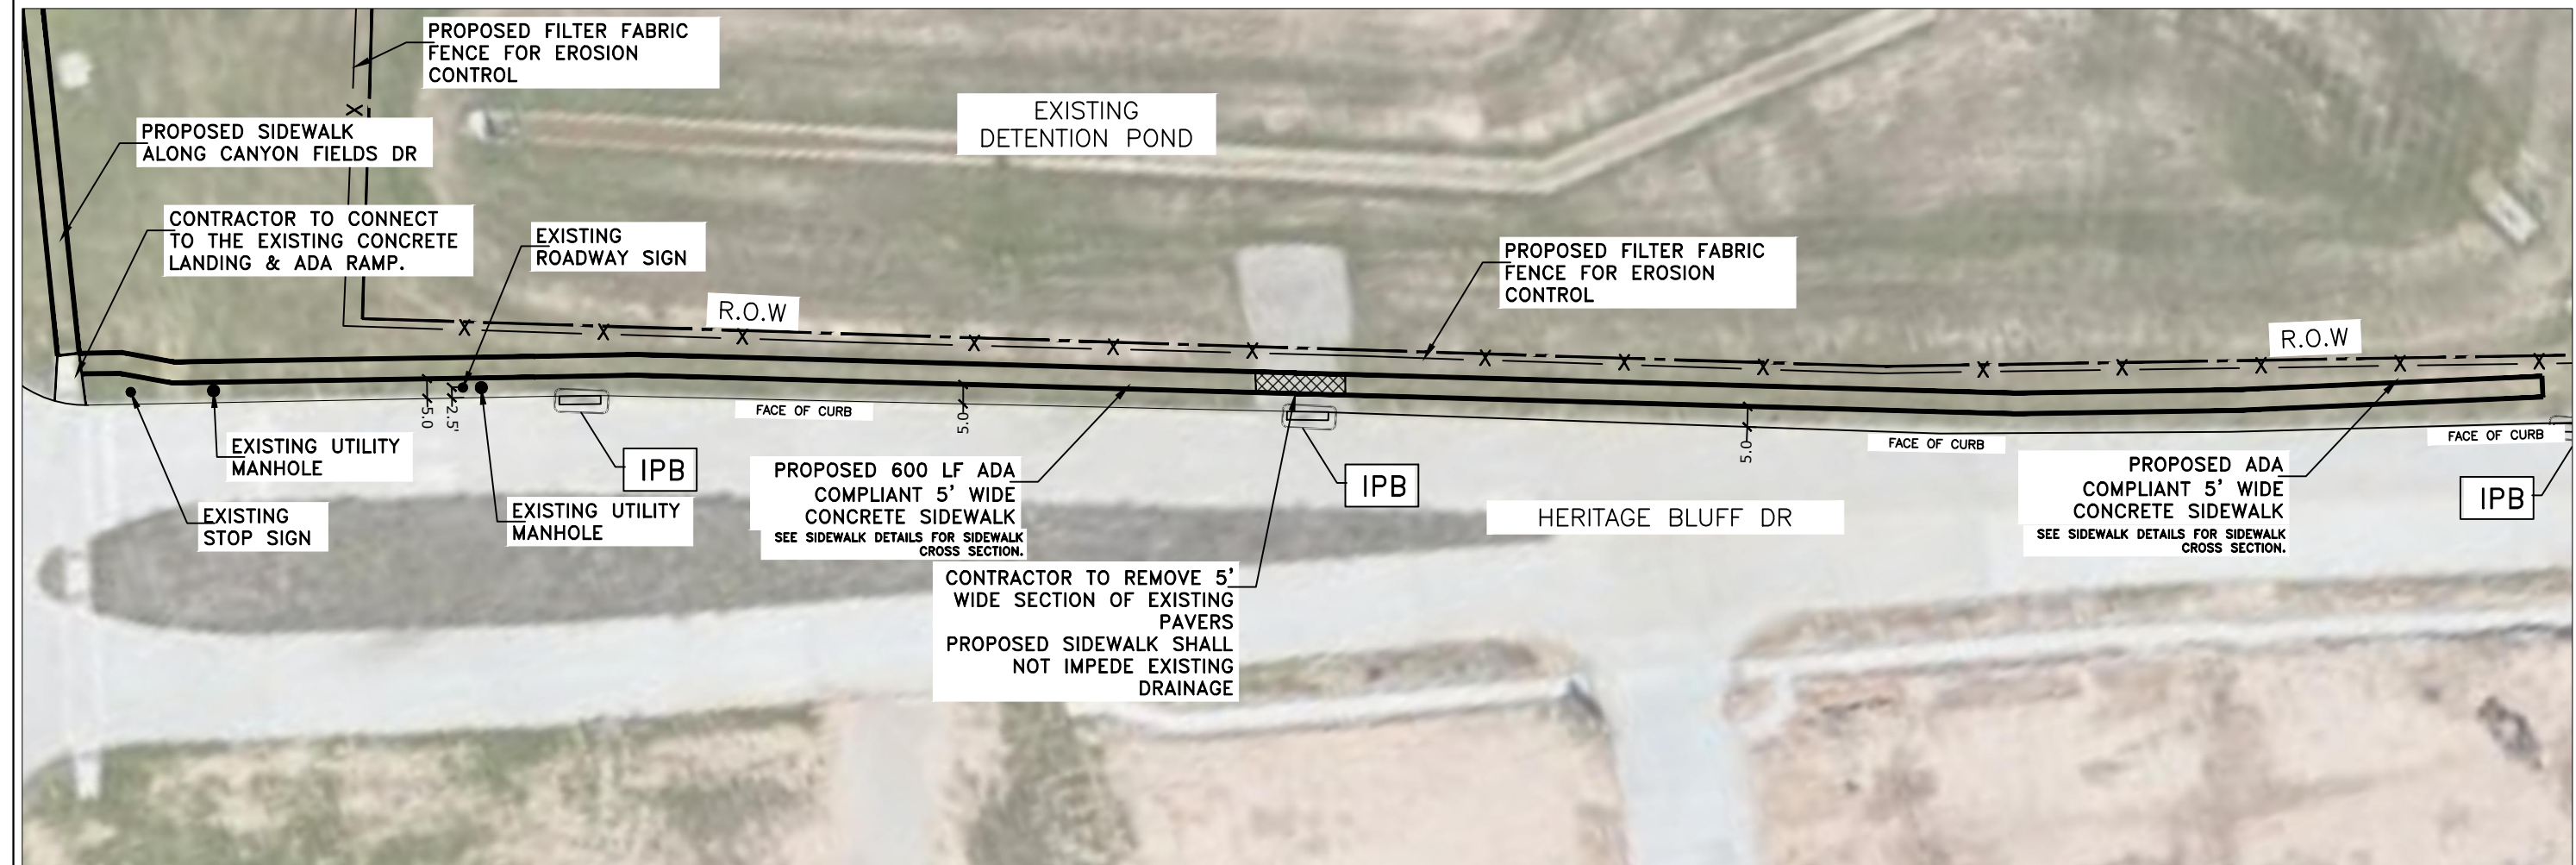 PROPOSED FILTER FABRIC
FENCE FOR EROSION
CONTROL
EXISTING
DETENTION POND
PROPOSED SIDEWALK
ALONG CANYON FIELDS DR
CONTRACTOR TO CONNECT
TO THE EXISTING CONCRETE
LANDING & ADA RAMP.
EXISTING
ROADWAY SIGN
PROPOSED FILTER FABRIC
FENCE FOR EROSION
CONTROL
R.O.W
R.O.W
5.0
2.5'
5.0
5.0
FACE OF CURB
FACE OF CURB
FACE OF CURB
EXISTING UTILITY
MANHOLE
IPB
EXISTING
STOP SIGN
EXISTING UTILITY
MANHOLE
PROPOSED 600 LF ADA
COMPLIANT 5' WIDE
CONCRETE SIDEWALK
SEE SIDEWALK DETAILS FOR SIDEWALK
CROSS SECTION.
IPB
HERITAGE BLUFF DR
PROPOSED ADA
COMPLIANT 5' WIDE
CONCRETE SIDEWALK
SEE SIDEWALK DETAILS FOR SIDEWALK
CROSS SECTION.
IPB
CONTRACTOR TO REMOVE 5'
WIDE SECTION OF EXISTING
PAVERS
PROPOSED SIDEWALK SHALL
NOT IMPEDE EXISTING
DRAINAGE